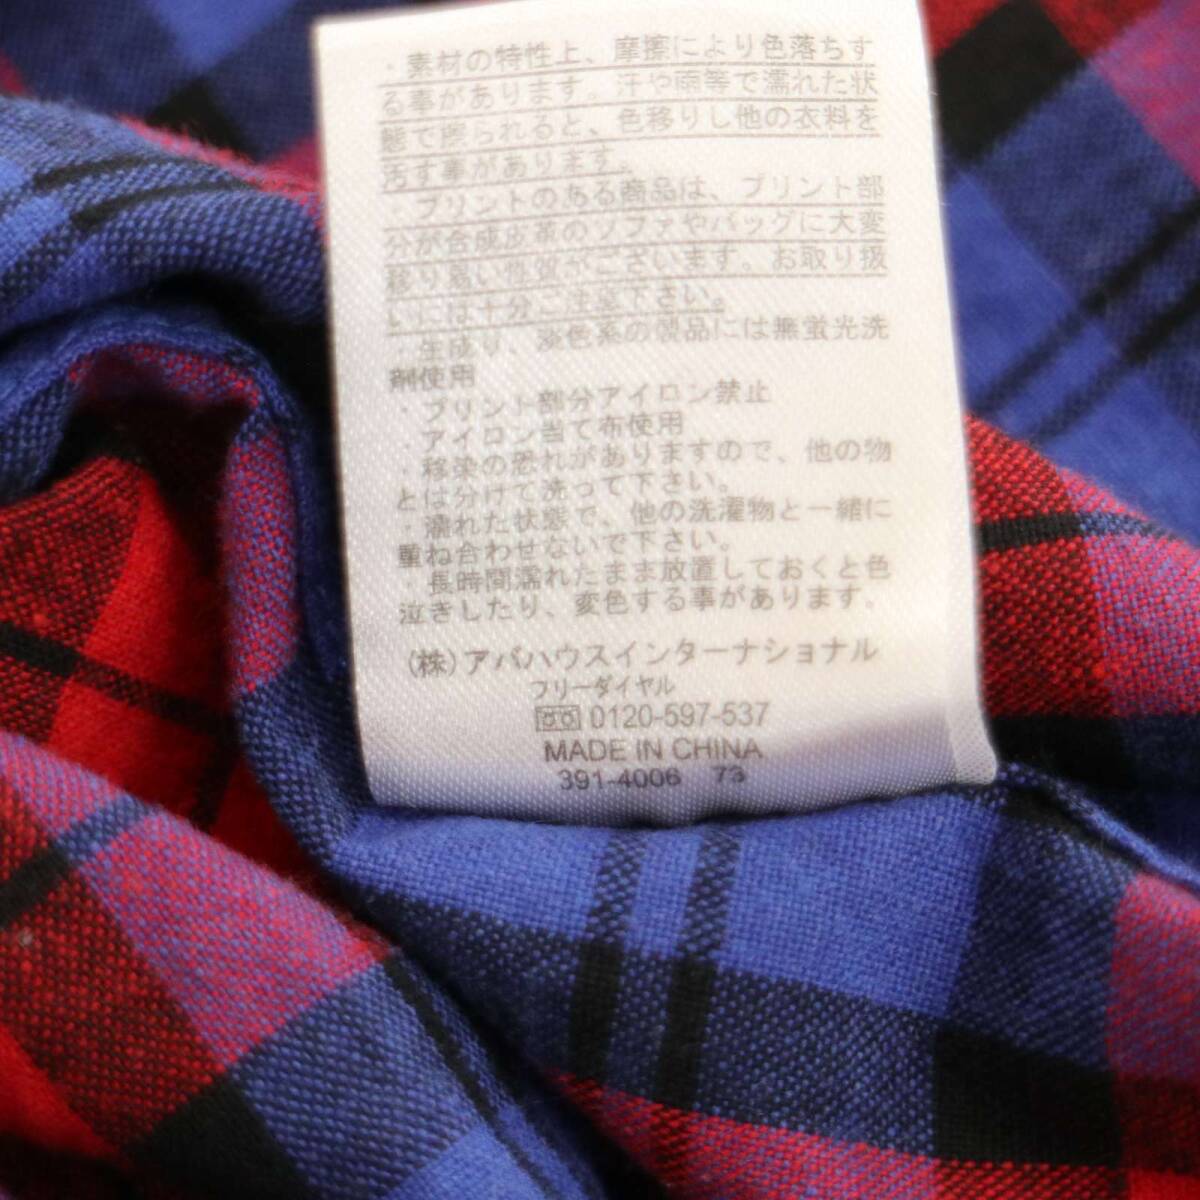 ・素材の特性上、摩擦により色落ちす
る事があります。汗や雨等で濡れた状
態で擦られると、色移りし他の衣料を
汚す事があります。
・プリントのある商品は、プリント部
分が合成皮革のソファやバッグに大変
移り易い性質がございます。お取り扱
いには十分ご注意下さい。
・生成り、淡色系の製品には無蛍光洗
剤使用
・プリント部分アイロン禁止
・アイロン当て布使用
・移染の恐れがありますので、他の物
とは分けて洗って下さい。
・濡れた状態で、他の洗濯物と一緒に
重ね合わせないで下さい。
・長時間濡れたまま放置しておくと色
泣きしたり、変色する事があります。
(株)アバハウスインターナショナル
フリーダイヤル
0120-597-537
MADE IN CHINA
391-4006 73